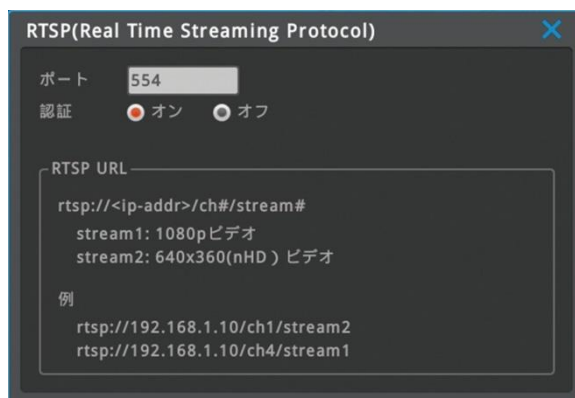 RTSP(Real Time Streaming Protocol)
ポート 554
認証 オン オフ
RTSP URL
rtsp://<ip-addr>/ch#/stream#
stream1: 1080pビデオ
stream2: 640x360(nHD ) ビデオ
例
rtsp://192.168.1.10/ch1/stream2
rtsp://192.168.1.10/ch4/stream1